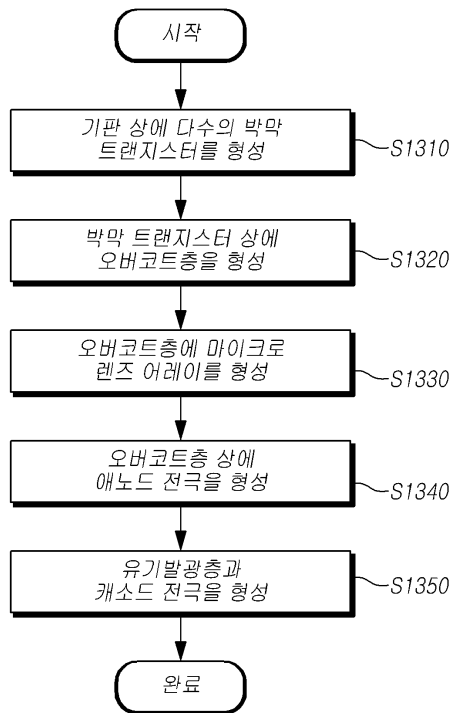 시작
기판 상에 다수의 박막
트랜지스터를 형성
S1310
박막 트랜지스터 상에
오버코트층을 형성
S1320
오버코트층에 마이크로
렌즈 어레이를 형성
S1330
오버코트층 상에
애노드 전극을 형성
S1340
유기발광층과
캐소드 전극을 형성
S1350
완료